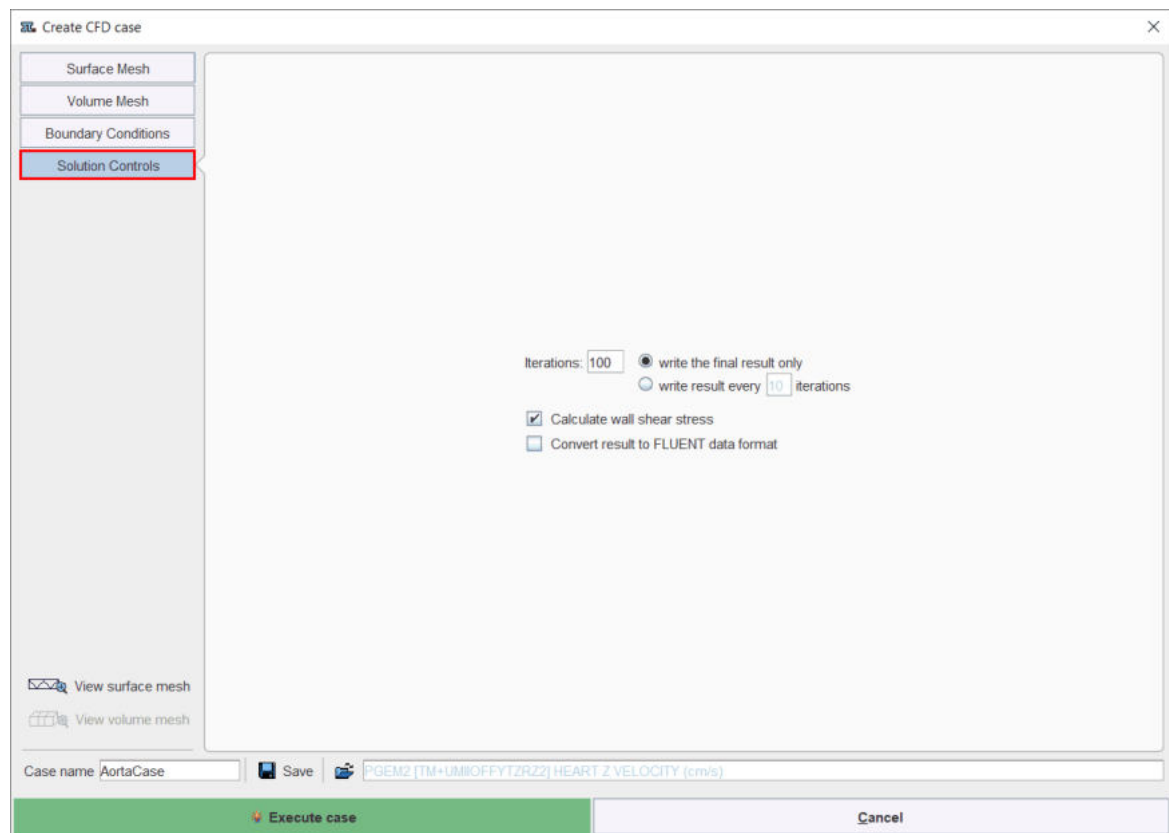 Create CFD case
Surface Mesh
Volume Mesh
Boundary Conditions
Solution Controls
Iterations: 100 write the final result only
write result every 10 iterations
Calculate wall shear stress
Convert result to FLUENT data format
View surface mesh
View volume mesh
Case name AortaCase Save PGEM2 [TM+UMIIOFFYTZRZ2] HEART Z VELOCITY (cm/s)
Execute case Cancel